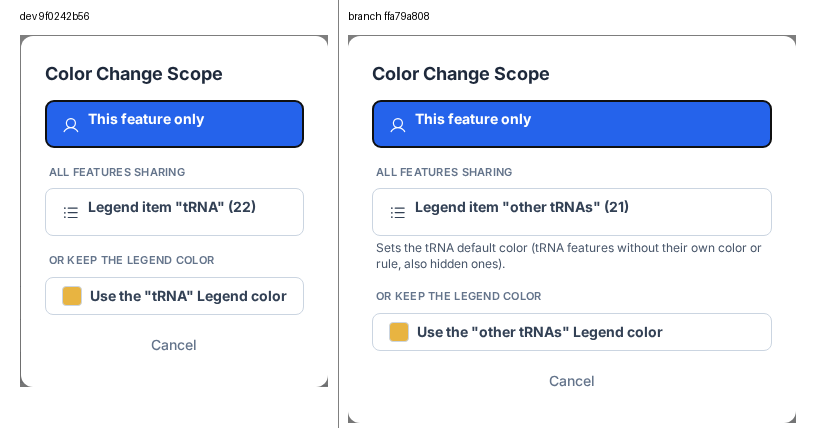 dev 9f0242b56
Color Change Scope
This feature only
ALL FEATURES SHARING
Legend item "tRNA" (22)
OR KEEP THE LEGEND COLOR
Use the "tRNA" Legend color
Cancel
branch ffa79a808
Color Change Scope
This feature only
ALL FEATURES SHARING
Legend item "other tRNAs" (21)
Sets the tRNA default color (tRNA features without their own color or
rule, also hidden ones).
OR KEEP THE LEGEND COLOR
Use the "other tRNAs" Legend color
Cancel